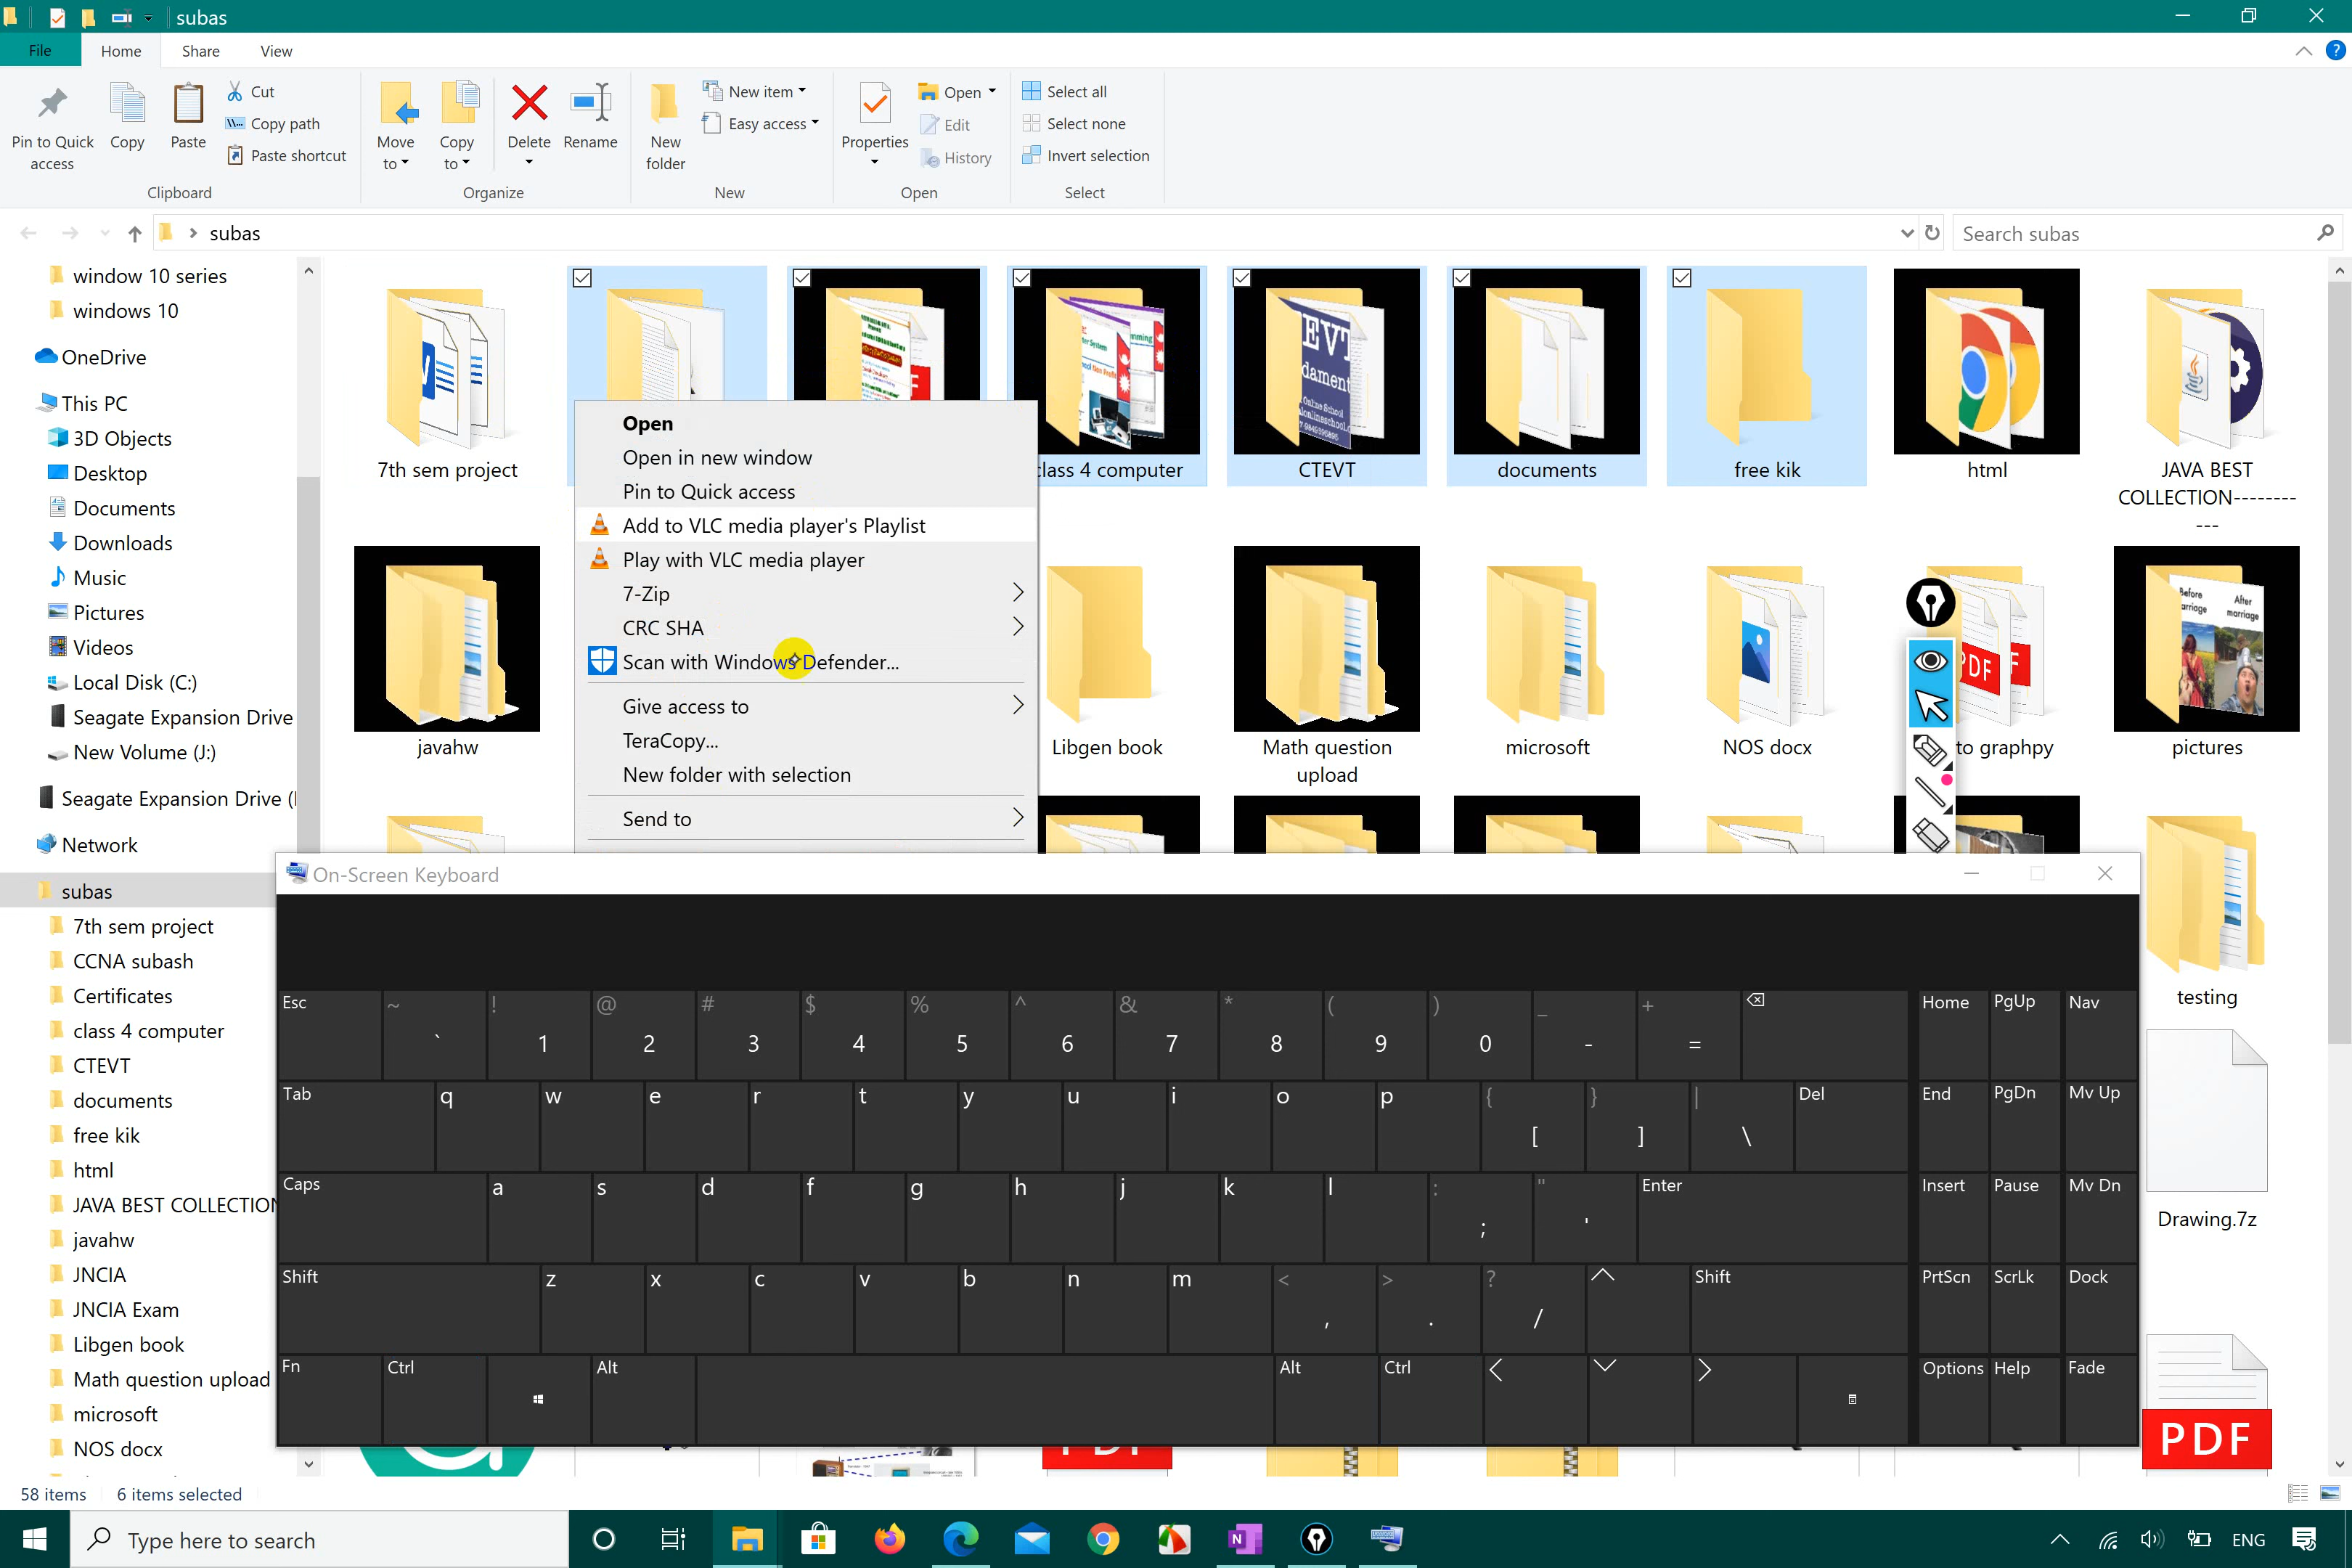 subas
File Home Share View
Pin to Quick access
Copy
Paste
Cut
Copy path
Paste shortcut
Clipboard
Move to
Copy to
Delete
Rename
Organize
New folder
New item
Easy access
New
Properties
Open
Edit
History
Open
Select all
Select none
Invert selection
Select
subas
Search subas
window 10 series
windows 10
OneDrive
This PC
3D Objects
Desktop
Documents
Downloads
Music
Pictures
Videos
Local Disk (C:)
Seagate Expansion Drive
New Volume (J:)
Seagate Expansion Drive (
Network
subas
7th sem project
CCNA subash
Certificates
class 4 computer
CTEVT
documents
free kik
html
JAVA BEST COLLECTION
javahw
JNCIA
JNCIA Exam
Libgen book
Math question upload
microsoft
NOS docx
7th sem project
class 4 computer
CTEVT
documents
free kik
html
JAVA BEST
COLLECTION--------
---
javahw
Libgen book
Math question
upload
microsoft
NOS docx
to graphpy
pictures
Before marriage
After marriage
PDF
testing
Drawing.7z
PDF
Open
Open in new window
Pin to Quick access
Add to VLC media player's Playlist
Play with VLC media player
7-Zip
CRC SHA
Scan with Windows Defender...
Give access to
TeraCopy...
New folder with selection
Send to
On-Screen Keyboard
Esc ~ ` ! 1 @ 2 # 3 $ 4 % 5 ^ 6 & 7 * 8 ( 9 ) 0 _ - + = Home PgUp Nav
Tab q w e r t y u i o p { [ } ] | \ Del End PgDn Mv Up
Caps a s d f g h j k l : ; " ' Enter Insert Pause Mv Dn
Shift z x c v b n m < , > . ? / Shift PrtScn ScrLk Dock
Fn Ctrl Alt Alt Ctrl Options Help Fade
58 items 6 items selected
Type here to search
ENG